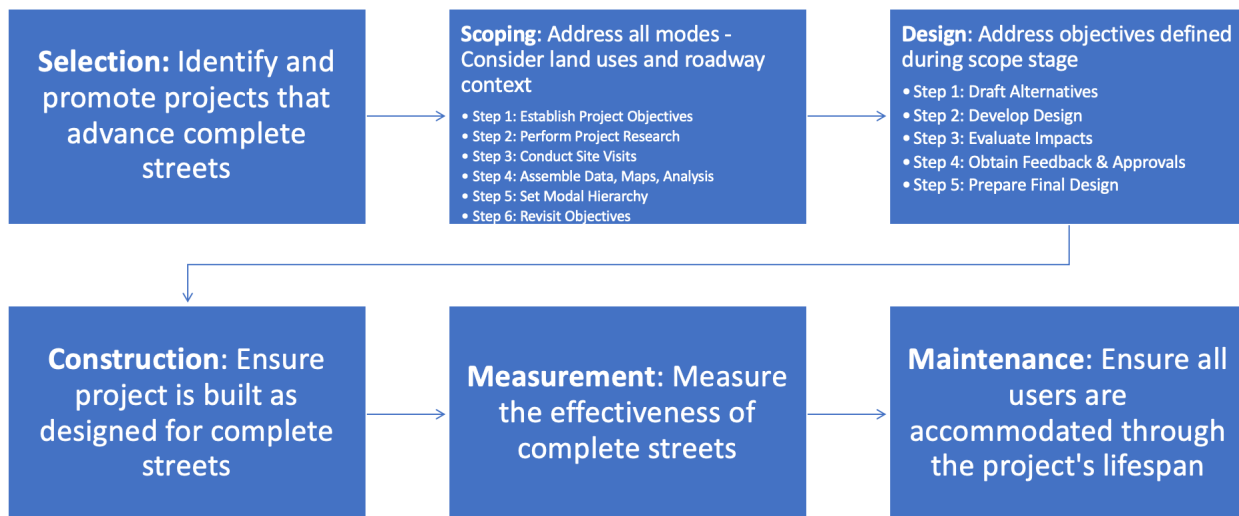 Selection: Identify and
promote projects that
advance complete
streets
Scoping: Address all modes -
Consider land uses and roadway
context
• Step 1: Establish Project Objectives
• Step 2: Perform Project Research
• Step 3: Conduct Site Visits
• Step 4: Assemble Data, Maps, Analysis
• Step 5: Set Modal Hierarchy
• Step 6: Revisit Objectives
Design: Address objectives defined
during scope stage
• Step 1: Draft Alternatives
• Step 2: Develop Design
• Step 3: Evaluate Impacts
• Step 4: Obtain Feedback & Approvals
• Step 5: Prepare Final Design
Construction: Ensure
project is built as
designed for complete
streets
Measurement: Measure
the effectiveness of
complete streets
Maintenance: Ensure all
users are
accommodated through
the project's lifespan